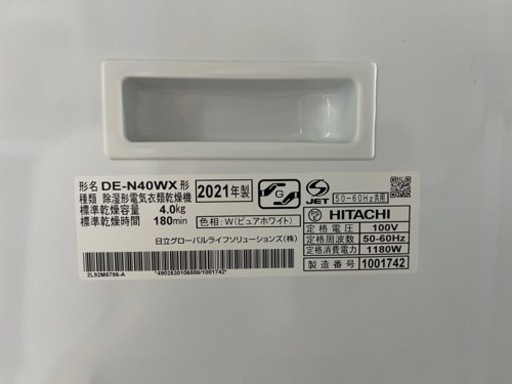 形名 DE-N40WX 形
種類 除湿形電気衣類乾燥機
標準乾燥容量 4.0kg
標準乾燥時間 180min
2021年製
色相:W(ピュアホワイト)
日立グローバルライフソリューションズ(株)
2L92M5786-A
*4902530106886/1001742*
G
S
JET
50-60Hz共用
HITACHI
定格電圧 100V
定格周波数 50-60Hz
定格消費電力 1180W
製造番号 1001742